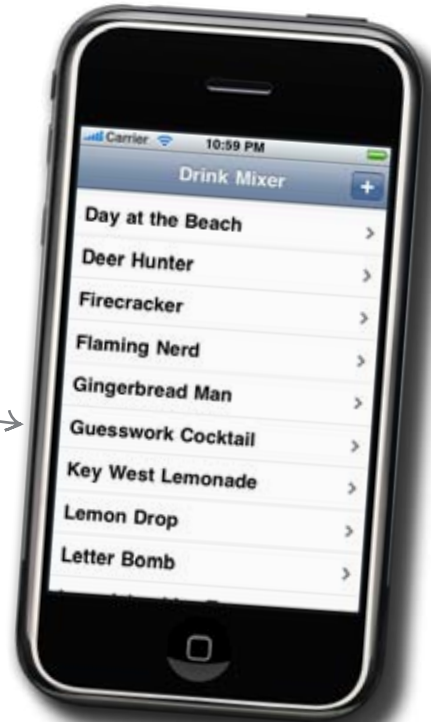 Carrier 10:59 PM
Drink Mixer +
Day at the Beach
Deer Hunter
Firecracker
Flaming Nerd
Gingerbread Man
Guesswork Cocktail
Key West Lemonade
Lemon Drop
Letter Bomb